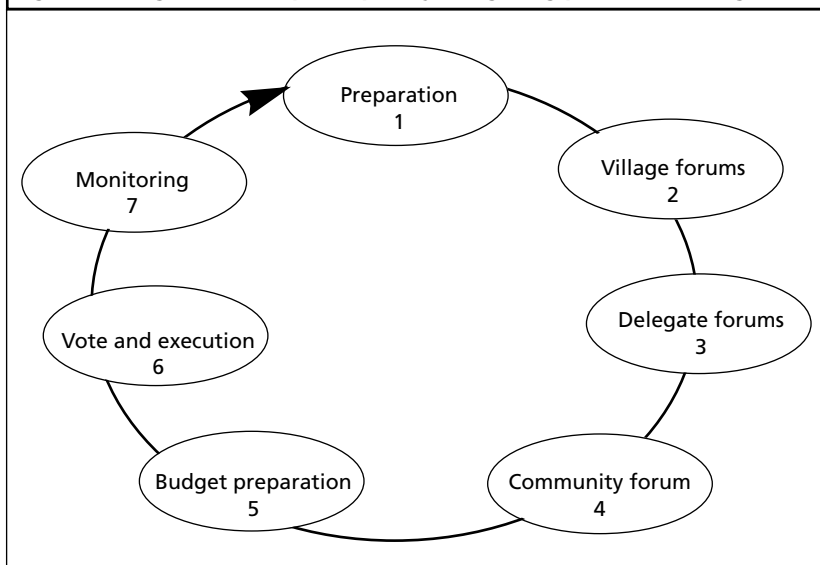 Preparation
1
Village forums
2
Delegate forums
3
Community forum
4
Budget preparation
5
Vote and execution
6
Monitoring
7